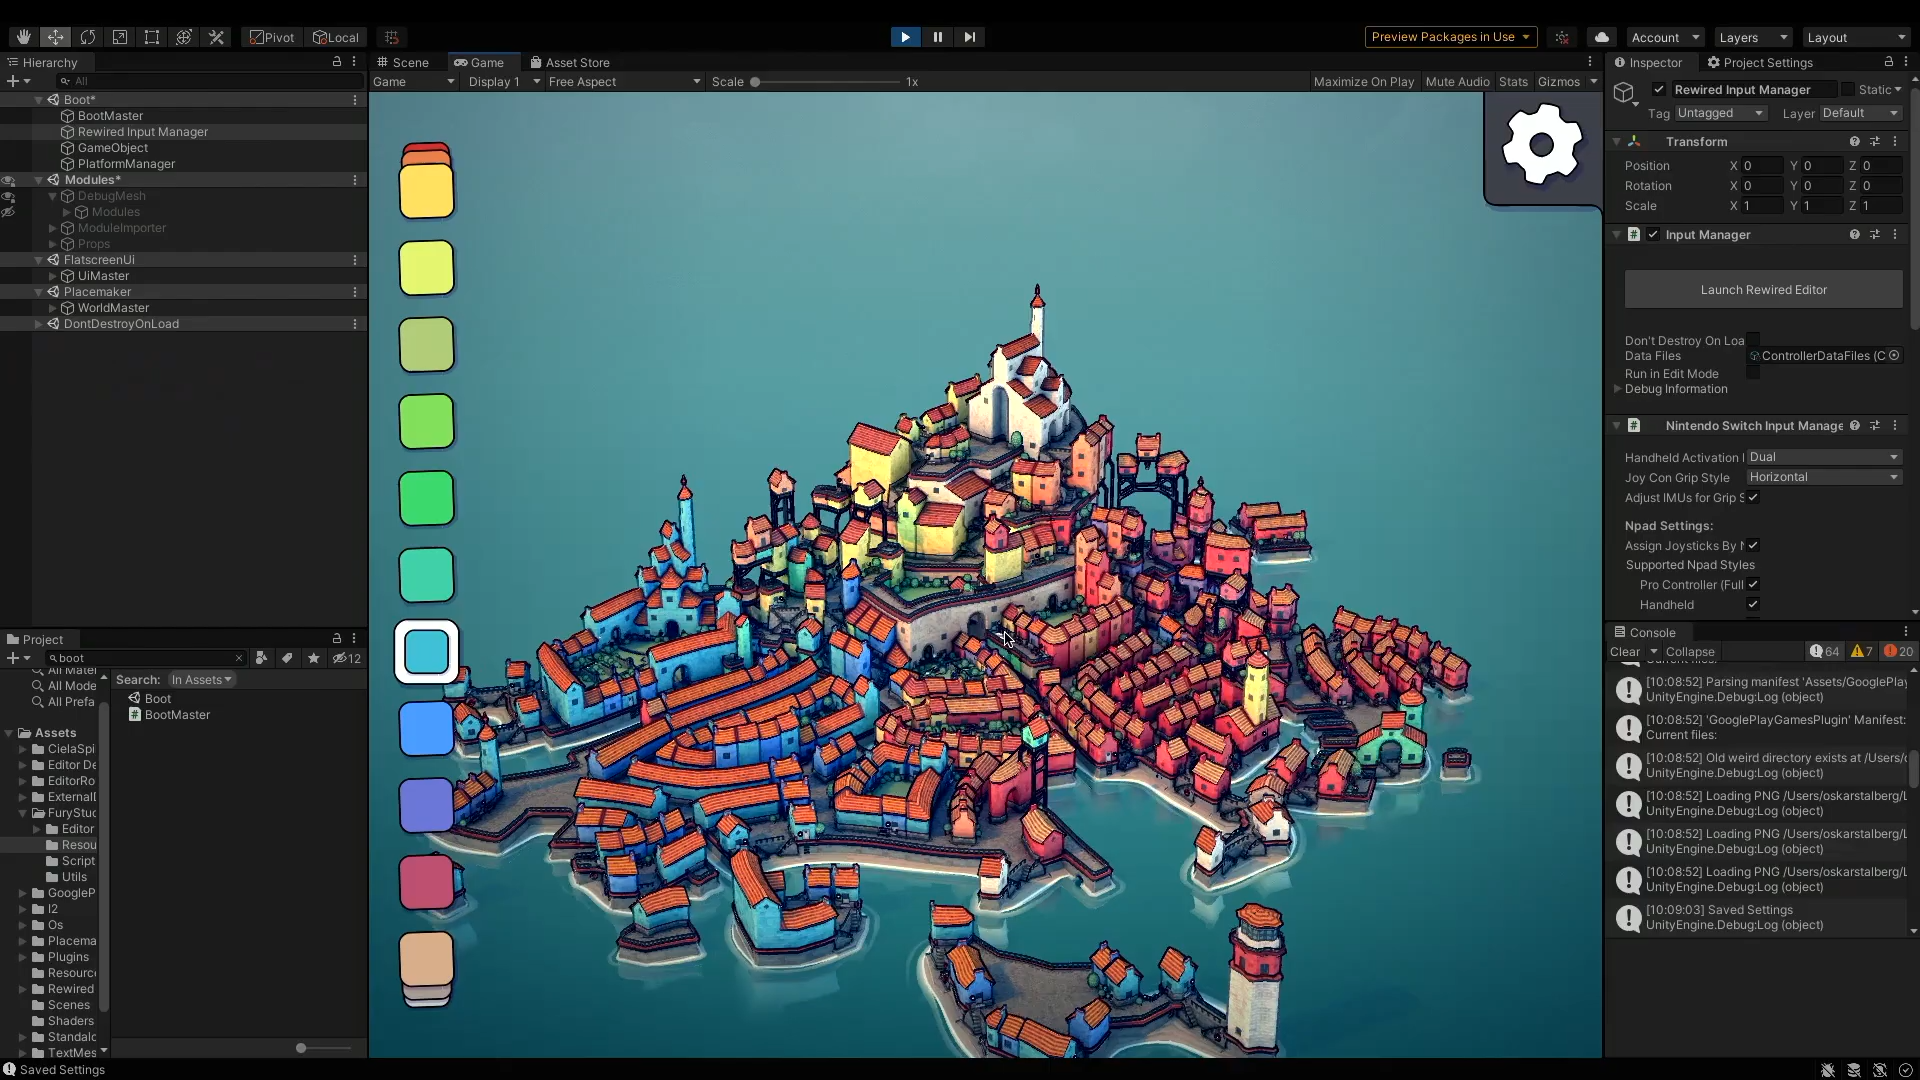 Pivot
Local
Preview Packages in Use
Account
Layers
Layout
Hierarchy
All
Boot*
BootMaster
Rewired Input Manager
GameObject
PlatformManager
Modules*
DebugMesh
Modules
ModuleImporter
Props
FlatscreenUi
UiMaster
Placemaker
WorldMaster
DontDestroyOnLoad
Scene
Game
Asset Store
Game
Display 1
Free Aspect
Scale
1x
Maximize On Play
Mute Audio
Stats
Gizmos
Project
boot
12
All Mater
All Mode
All Prefa
Assets
CielaSpi
Editor De
EditorRo
ExternalD
FuryStud
Editor
Resou
Script
Utils
GoogleP
I2
Os
Placema
Plugins
Resource
Rewired
Scenes
Shaders
Standalo
TextMes
Search:
In Assets
Boot
BootMaster
Inspector
Project Settings
Rewired Input Manager
Static
Tag
Untagged
Layer
Default
Transform
Position X 0 Y 0 Z 0
Rotation X 0 Y 0 Z 0
Scale X 1 Y 1 Z 1
Input Manager
Launch Rewired Editor
Don't Destroy On Loa
Data Files
ControllerDataFiles (C
Run in Edit Mode
Debug Information
Nintendo Switch Input Manage
Handheld Activation
Dual
Joy Con Grip Style
Horizontal
Adjust IMUs for Grip S
Npad Settings:
Assign Joysticks By N
Supported Npad Styles
Pro Controller (Full
Handheld
Console
Clear
Collapse
64
7
20
Current files:
[10:08:52] Parsing manifest 'Assets/GooglePlay
UnityEngine.Debug:Log (object)
[10:08:52] 'GooglePlayGamesPlugin' Manifest:
Current files:
[10:08:52] Old weird directory exists at /Users/o
UnityEngine.Debug:Log (object)
[10:08:52] Loading PNG /Users/oskarstalberg/L
UnityEngine.Debug:Log (object)
[10:08:52] Loading PNG /Users/oskarstalberg/L
UnityEngine.Debug:Log (object)
[10:08:52] Loading PNG /Users/oskarstalberg/L
UnityEngine.Debug:Log (object)
[10:09:03] Saved Settings
UnityEngine.Debug:Log (object)
Saved Settings